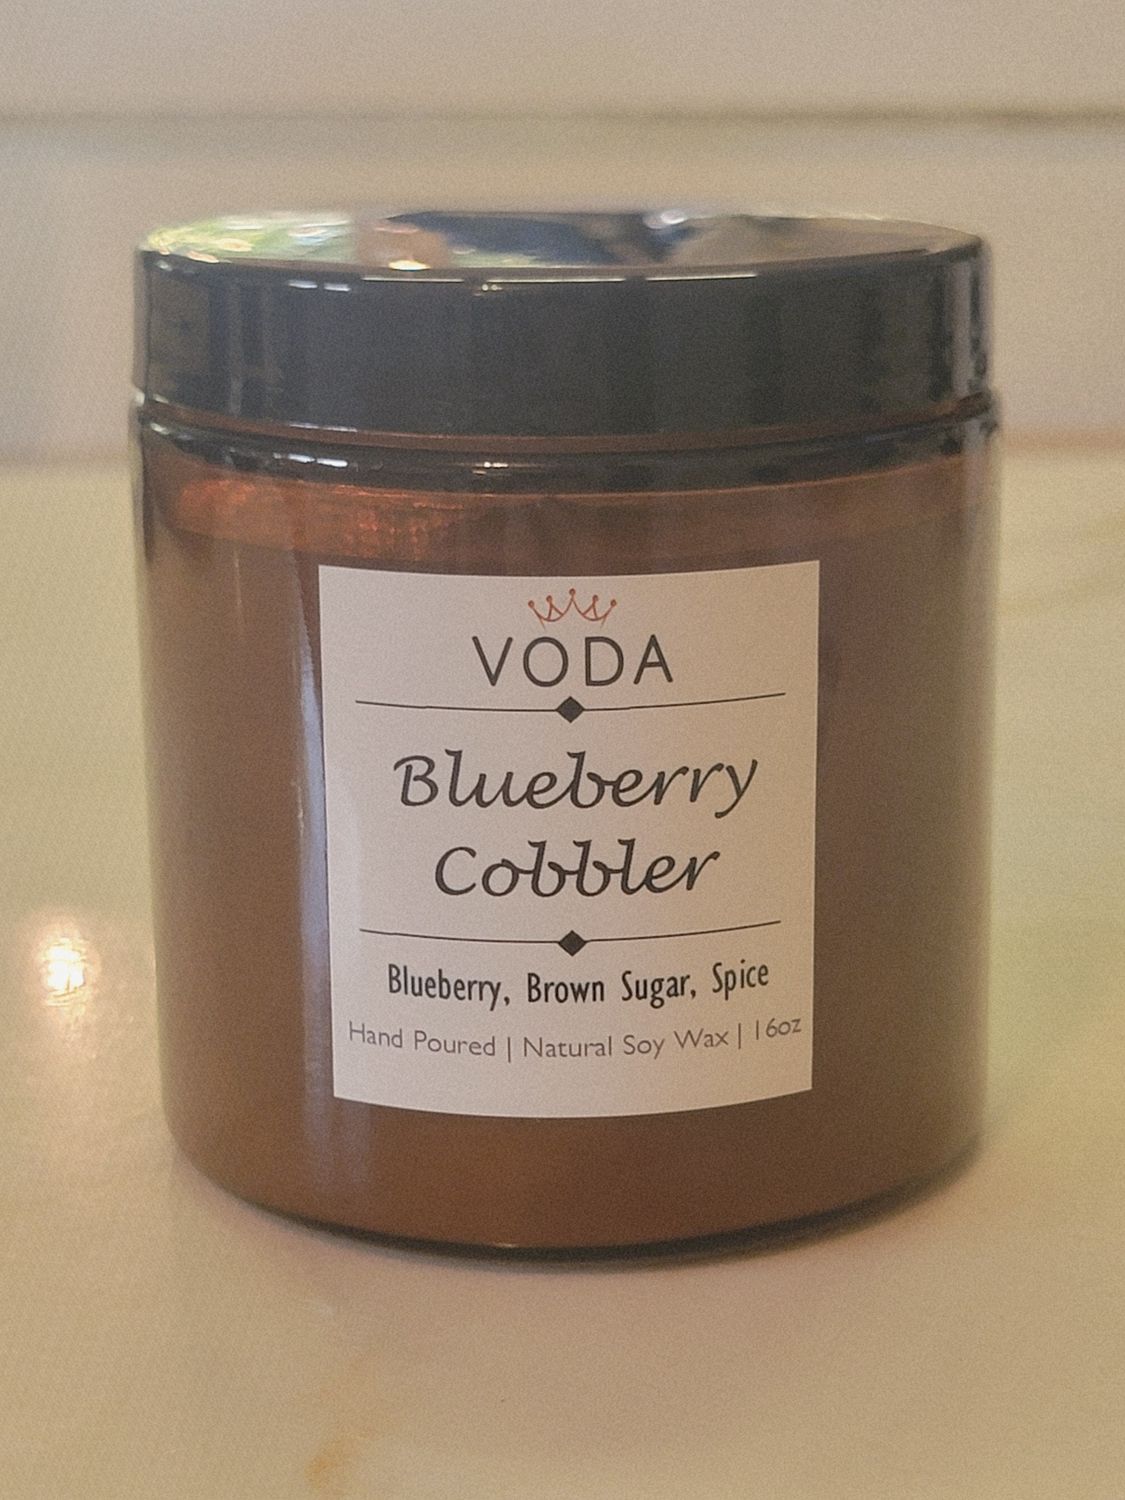 VODA
Blueberry
Cobbler
Blueberry, Brown Sugar, Spice
Hand Poured | Natural Soy Wax | 16oz